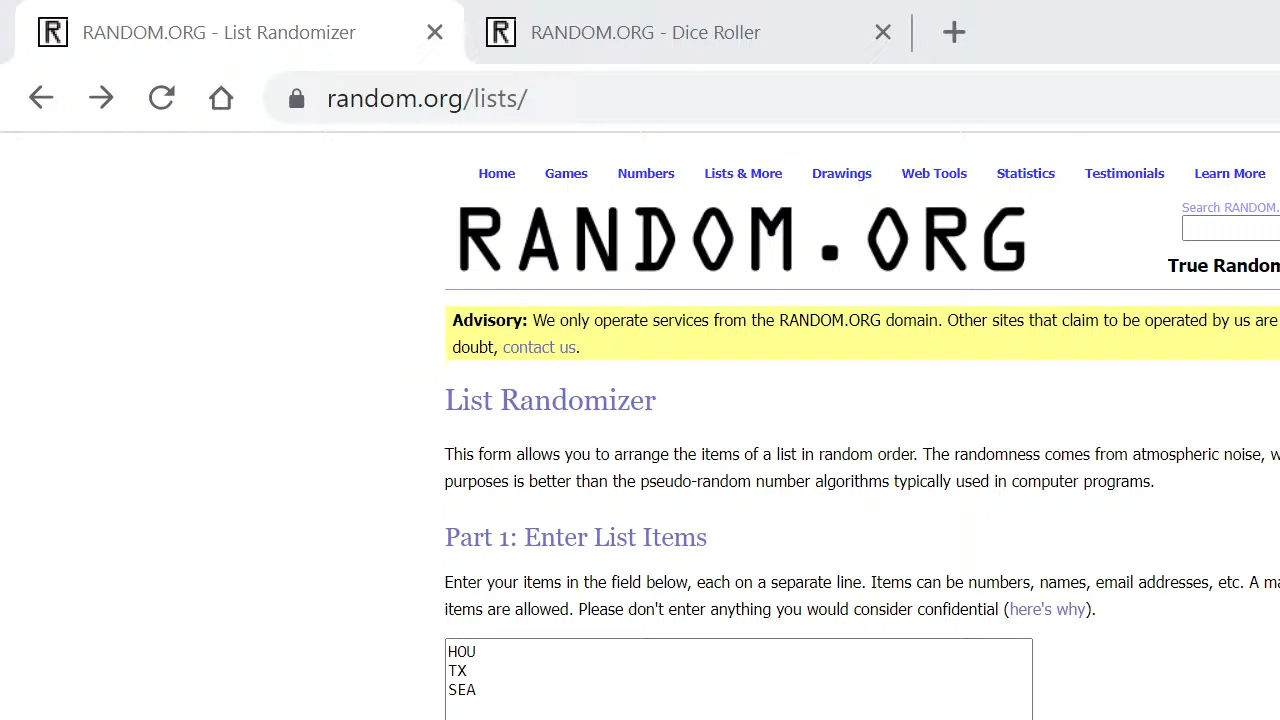 RANDOM.ORG - List Randomizer
RANDOM.ORG - Dice Roller
random.org/lists/
Home Games Numbers Lists & More Drawings Web Tools Statistics Testimonials Learn More
Search RANDOM.
RANDOM.ORG
True Random
Advisory: We only operate services from the RANDOM.ORG domain. Other sites that claim to be operated by us are
doubt, contact us.
List Randomizer
This form allows you to arrange the items of a list in random order. The randomness comes from atmospheric noise, w
purposes is better than the pseudo-random number algorithms typically used in computer programs.
Part 1: Enter List Items
Enter your items in the field below, each on a separate line. Items can be numbers, names, email addresses, etc. A ma
items are allowed. Please don't enter anything you would consider confidential (here's why).
HOU
TX
SEA